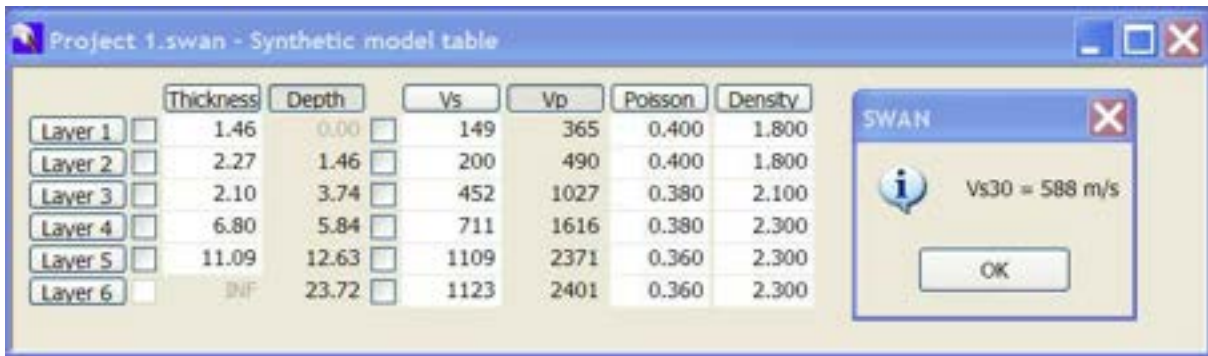 Project 1.swan - Synthetic model table
Thickness Depth Vs Vp Poisson Density
Layer 1 1.46 0.00 149 365 0.400 1.800
Layer 2 2.27 1.46 200 490 0.400 1.800
Layer 3 2.10 3.74 452 1027 0.380 2.100
Layer 4 6.80 5.84 711 1616 0.380 2.300
Layer 5 11.09 12.63 1109 2371 0.360 2.300
Layer 6 INF 23.72 1123 2401 0.360 2.300
SWAN
Vs30 = 588 m/s
OK